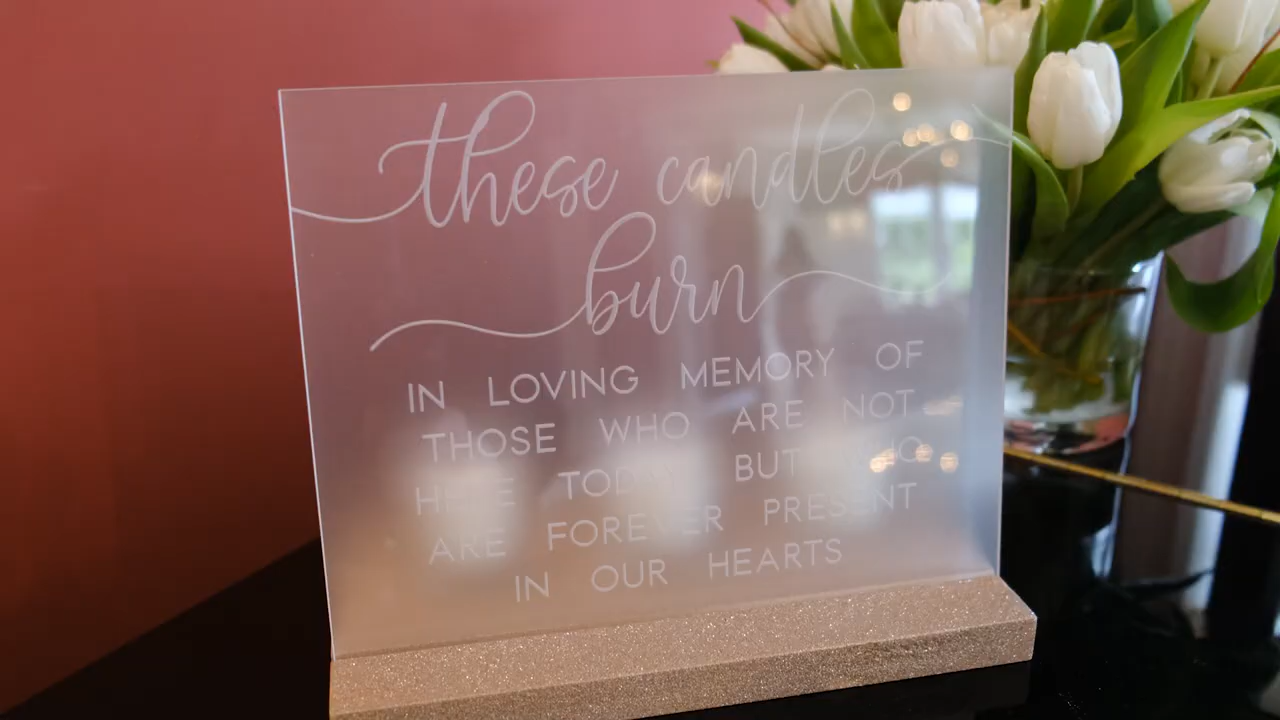 these candles
burn
IN LOVING MEMORY OF
THOSE WHO ARE NOT
HERE TODAY BUT WHO
ARE FOREVER PRESENT
IN OUR HEARTS